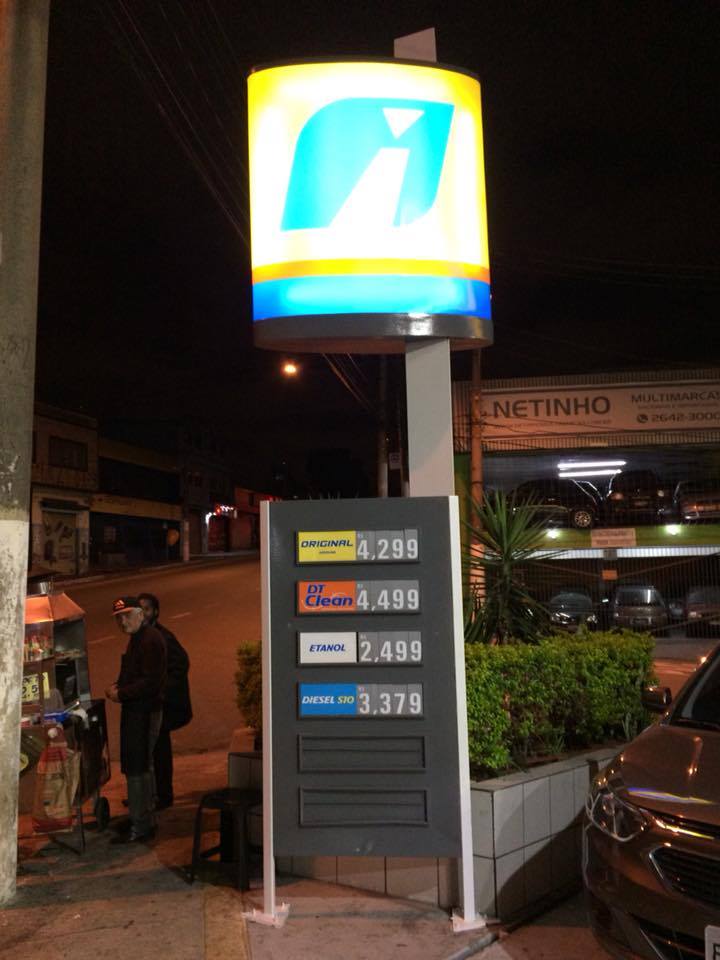 NETINHO
MULTIMARCAS
2642-3000
ORIGINAL
R$ 4,299
DT
Clean
R$ 4,499
ETANOL
R$ 2,499
DIESEL S10
R$ 3,379